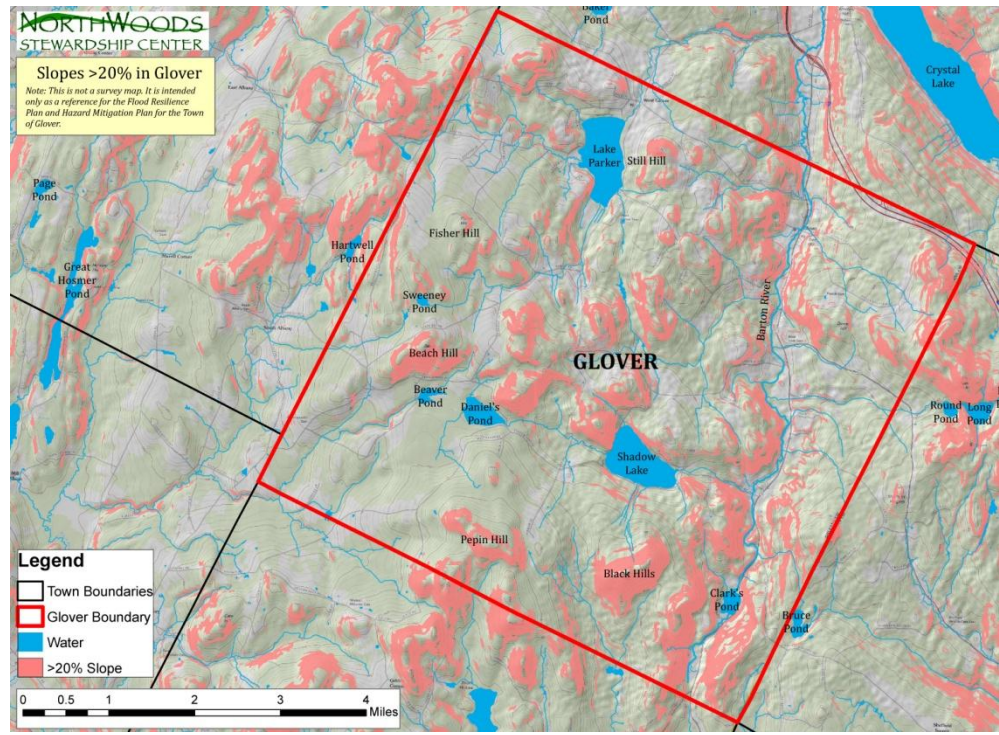 NORTHWOODS
STEWARDSHIP CENTER
Slopes >20% in Glover
Note: This is not a survey map. It is intended
only as a reference for the Flood Resilience
Plan and Hazard Mitigation Plan for the Town
of Glover.
Baker
Pond
Crystal
Lake
Lake
Parker
Still Hill
Page
Pond
Fisher Hill
Hartwell
Pond
Great
Hosmer
Pond
Sweeney
Pond
Barton River
Beach Hill
GLOVER
Beaver
Pond
Daniel's
Pond
Round
Pond
Long
Pond
Shadow
Lake
Pepin Hill
Black Hills
Clark's
Pond
Bruce
Pond
Legend
Town Boundaries
Glover Boundary
Water
>20% Slope
0 0.5 1 2 3 4
Miles